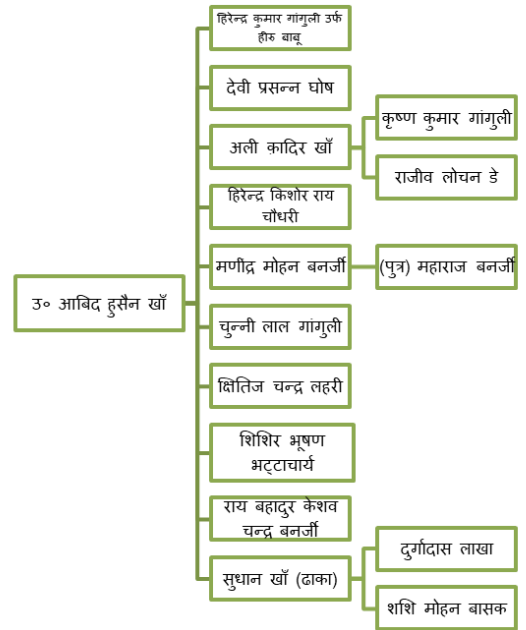 हिरेन्द्र कुमार गांगुली उर्फ
हीरु बाबू
देवी प्रसन्न घोष
कृष्ण कुमार गांगुली
अली क़ादिर खाँ
राजीव लोचन डे
हिरेन्द्र किशोर राय
चौधरी
मणींद्र मोहन बनर्जी
(पुत्र) महाराज बनर्जी
उ॰ आबिद हुसैन खाँ
चुन्नी लाल गांगुली
क्षितिज चन्द्र लहरी
शिशिर भूषण
भट्टाचार्य
राय बहादुर केशव
चन्द्र बनर्जी
दुर्गादास लाखा
सुधान खाँ (ढाका)
शशि मोहन बासक